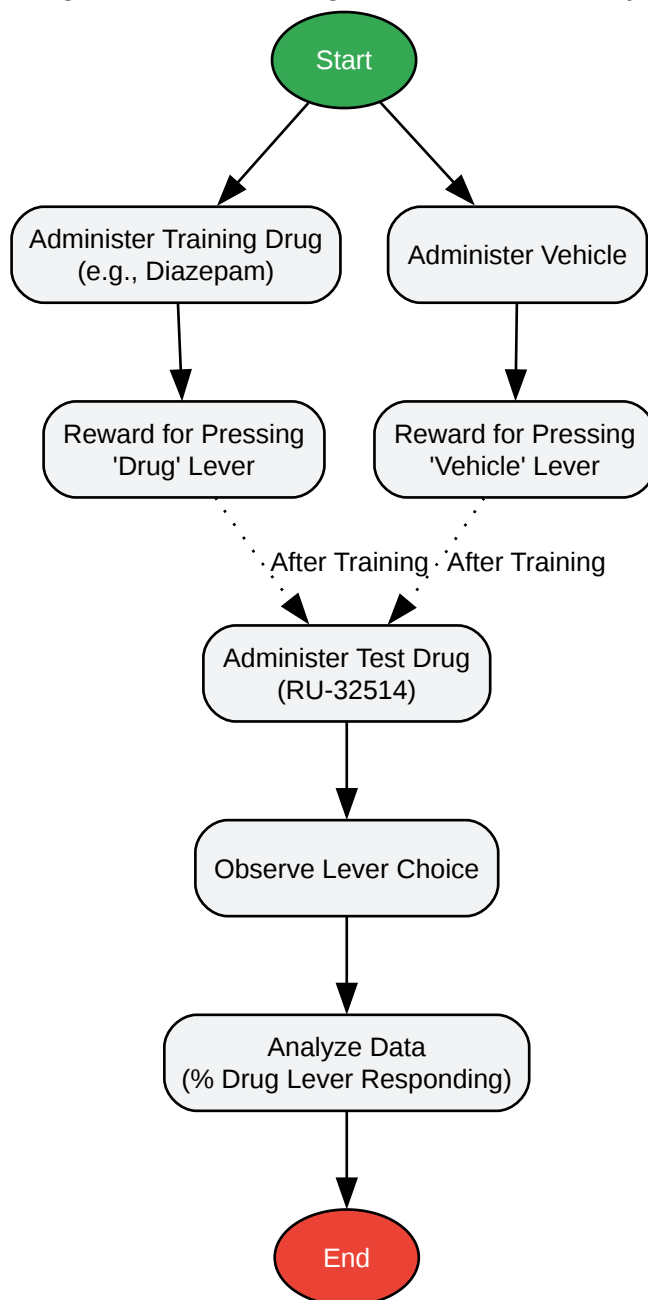 Start
Administer Training Drug
(e.g., Diazepam)
Administer Vehicle
Reward for Pressing
'Drug' Lever
Reward for Pressing
'Vehicle' Lever
After Training
After Training
Administer Test Drug
(RU-32514)
Observe Lever Choice
Analyze Data
(% Drug Lever Responding)
End